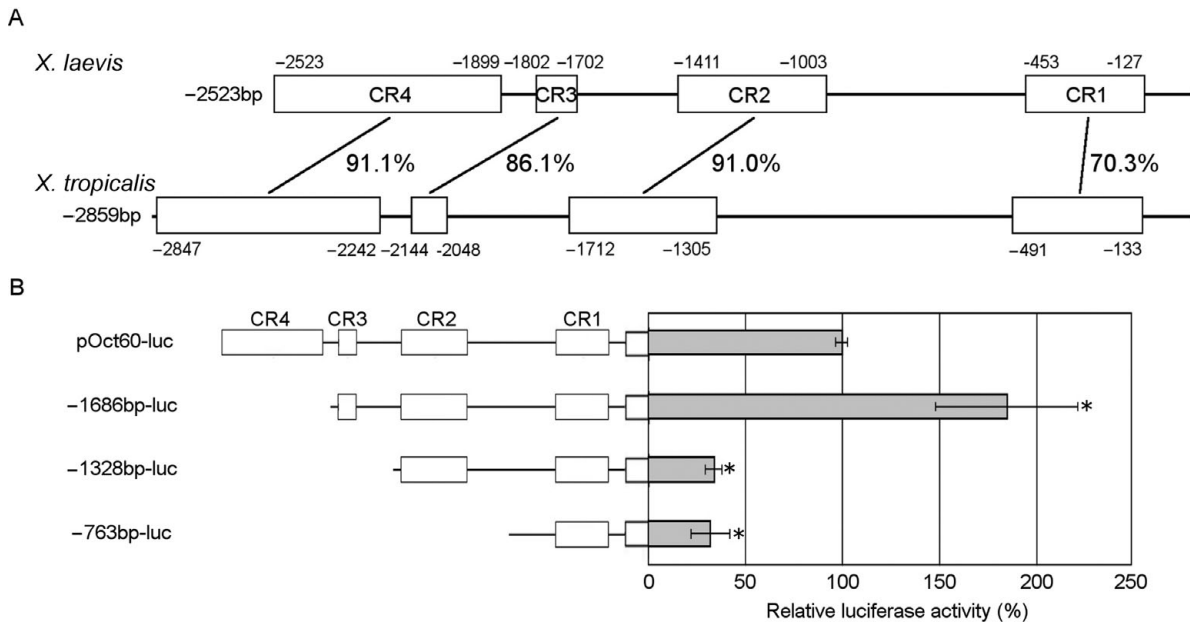 A
X. laevis
−2523 −1899 −1802 −1702 −1411 −1003 −453 −127
−2523bp CR4 CR3 CR2 CR1
91.1% 86.1% 91.0% 70.3%
X. tropicalis
−2859bp
−2847 −2242 −2144 -2048 −1712 −1305 −491 −133
B
CR4 CR3 CR2 CR1
pOct60-luc
−1686bp-luc *
−1328bp-luc *
−763bp-luc *
0 50 100 150 200 250
Relative luciferase activity (%)